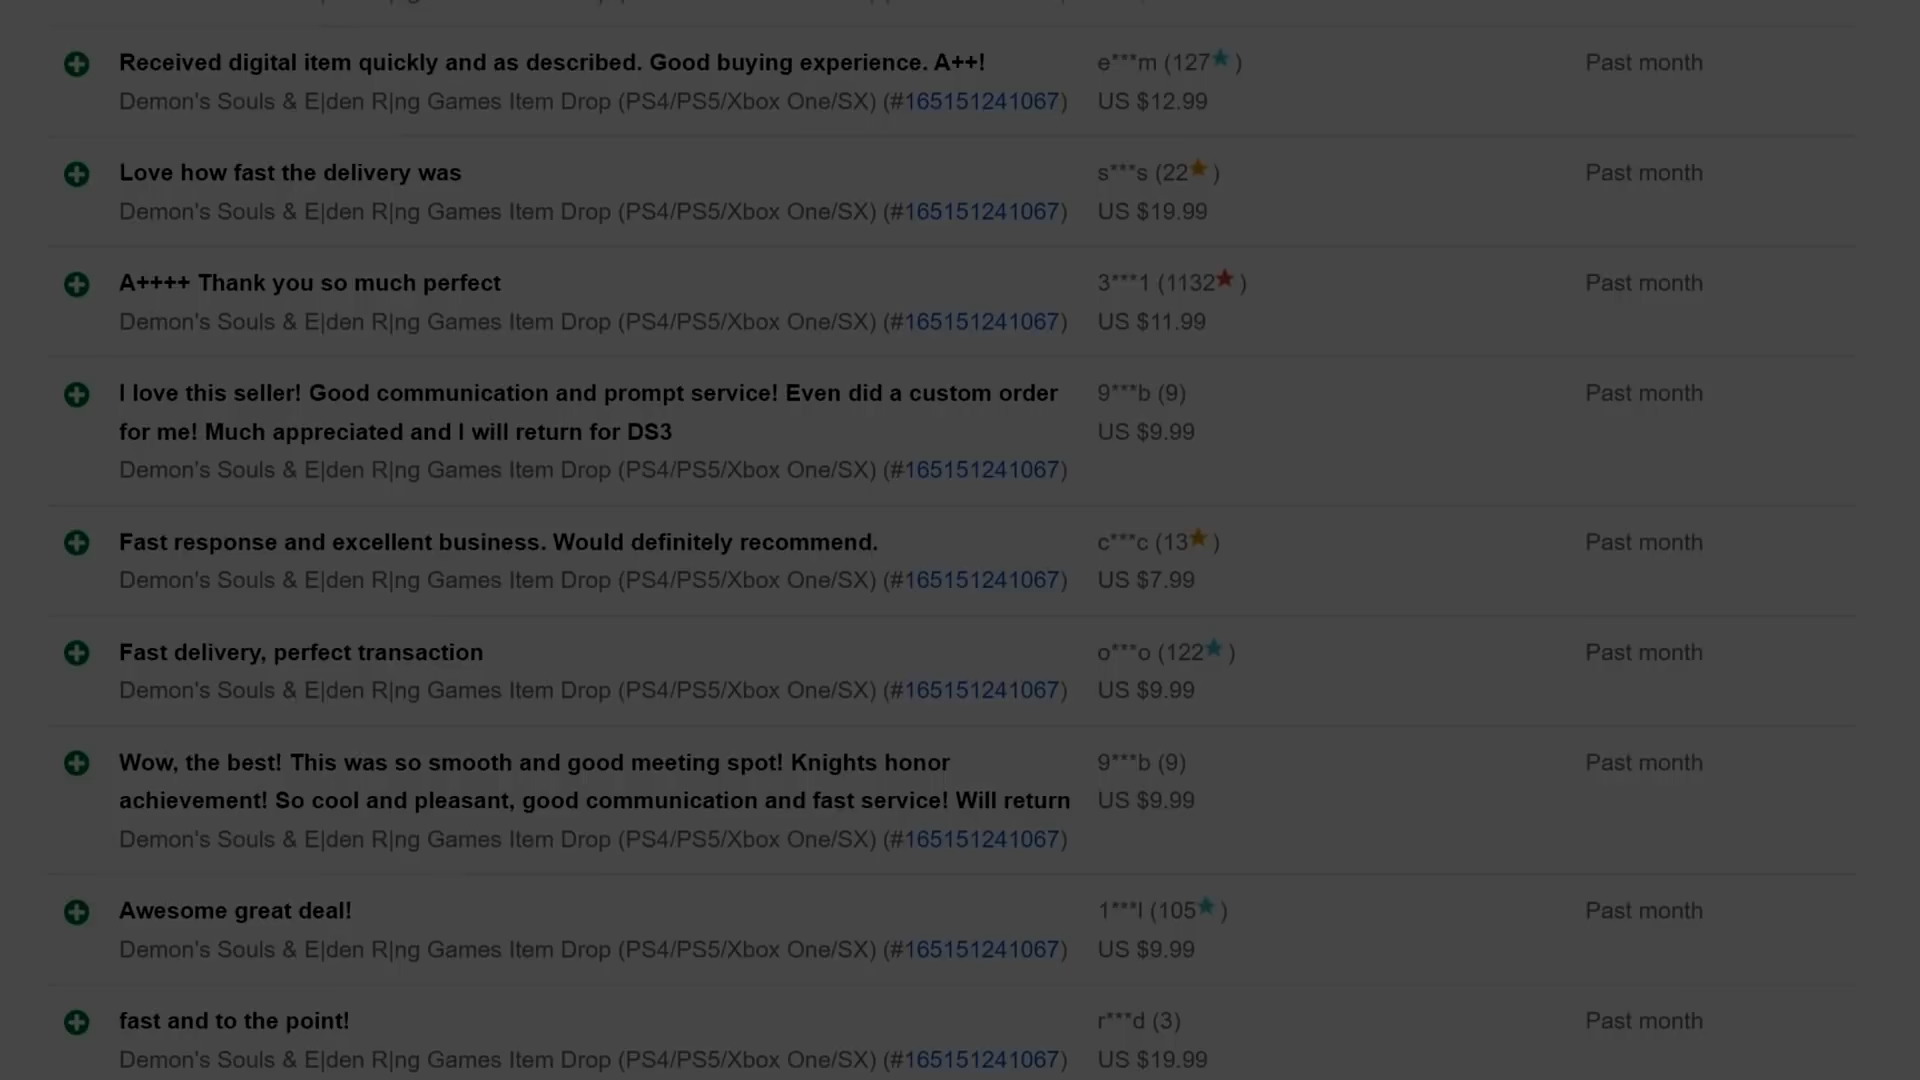 Received digital item quickly and as described. Good buying experience. A++!
e***m (127 )
Past month
Demon's Souls & E|den R|ng Games Item Drop (PS4/PS5/Xbox One/SX) (#165151241067)
US $12.99
Love how fast the delivery was
s***s (22 )
Past month
Demon's Souls & E|den R|ng Games Item Drop (PS4/PS5/Xbox One/SX) (#165151241067)
US $19.99
A++++ Thank you so much perfect
3***1 (1132 )
Past month
Demon's Souls & E|den R|ng Games Item Drop (PS4/PS5/Xbox One/SX) (#165151241067)
US $11.99
I love this seller! Good communication and prompt service! Even did a custom order
for me! Much appreciated and I will return for DS3
9***b (9)
Past month
US $9.99
Demon's Souls & E|den R|ng Games Item Drop (PS4/PS5/Xbox One/SX) (#165151241067)
Fast response and excellent business. Would definitely recommend.
c***c (13 )
Past month
Demon's Souls & E|den R|ng Games Item Drop (PS4/PS5/Xbox One/SX) (#165151241067)
US $7.99
Fast delivery, perfect transaction
o***o (122 )
Past month
Demon's Souls & E|den R|ng Games Item Drop (PS4/PS5/Xbox One/SX) (#165151241067)
US $9.99
Wow, the best! This was so smooth and good meeting spot! Knights honor
achievement! So cool and pleasant, good communication and fast service! Will return
9***b (9)
Past month
US $9.99
Demon's Souls & E|den R|ng Games Item Drop (PS4/PS5/Xbox One/SX) (#165151241067)
Awesome great deal!
1***l (105 )
Past month
Demon's Souls & E|den R|ng Games Item Drop (PS4/PS5/Xbox One/SX) (#165151241067)
US $9.99
fast and to the point!
r***d (3)
Past month
Demon's Souls & E|den R|ng Games Item Drop (PS4/PS5/Xbox One/SX) (#165151241067)
US $19.99